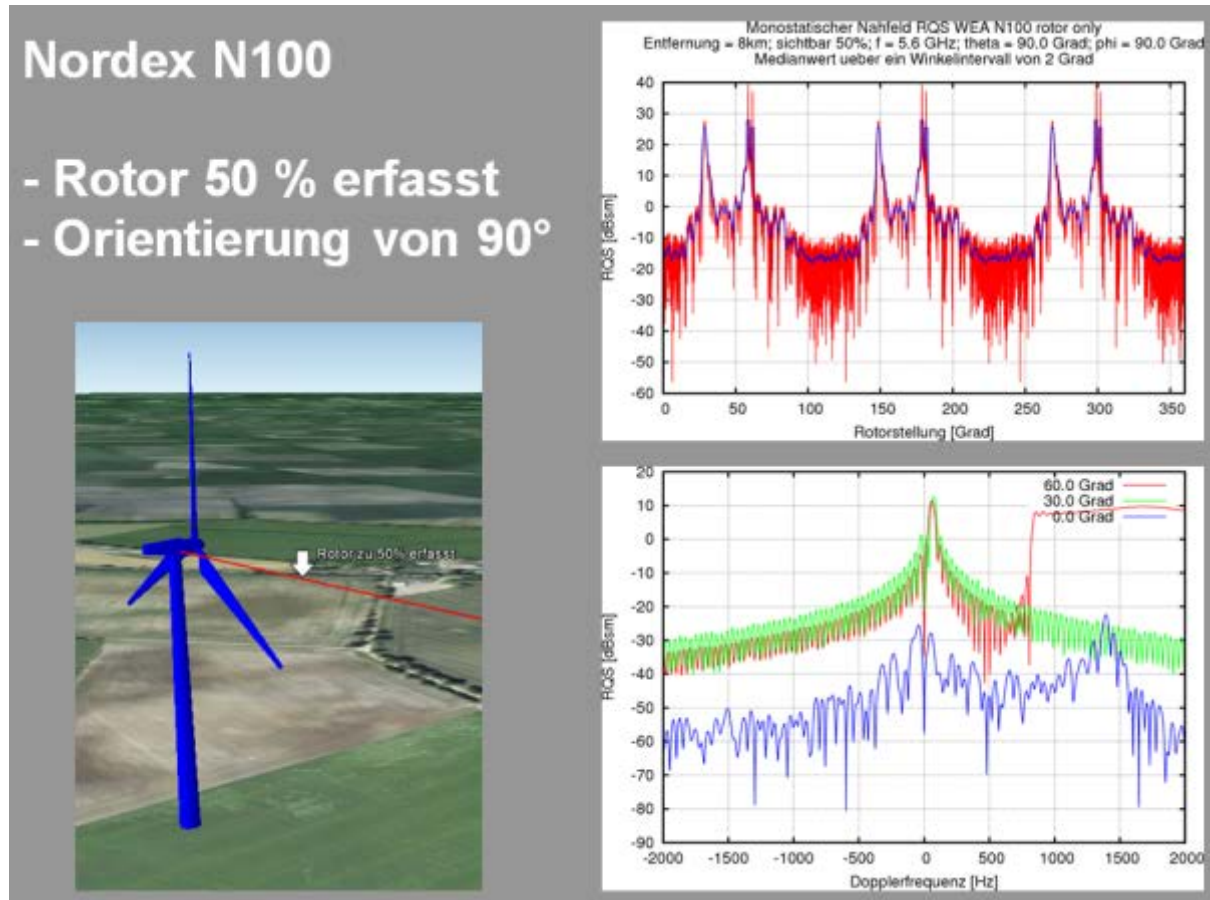 Nordex N100
- Rotor 50 % erfasst
- Orientierung von 90°
Rotor zu 50% erfasst
Monostatischer Nahfeld RQS WEA N100 rotor only
Entfernung = 8km; sichtbar 50%; f = 5.6 GHz; theta = 90.0 Grad; phi = 90.0 Grad
Medianwert ueber ein Winkelintervall von 2 Grad
40
30
20
10
0
-10
-20
-30
-40
-50
-60
RQS [dBsm]
0 50 100 150 200 250 300 350
Rotorstellung [Grad]
20
10
0
-10
-20
-30
-40
-50
-60
-70
-80
-90
RQS [dBsm]
60.0 Grad
30.0 Grad
0.0 Grad
-2000 -1500 -1000 -500 0 500 1000 1500 2000
Dopplerfrequenz [Hz]